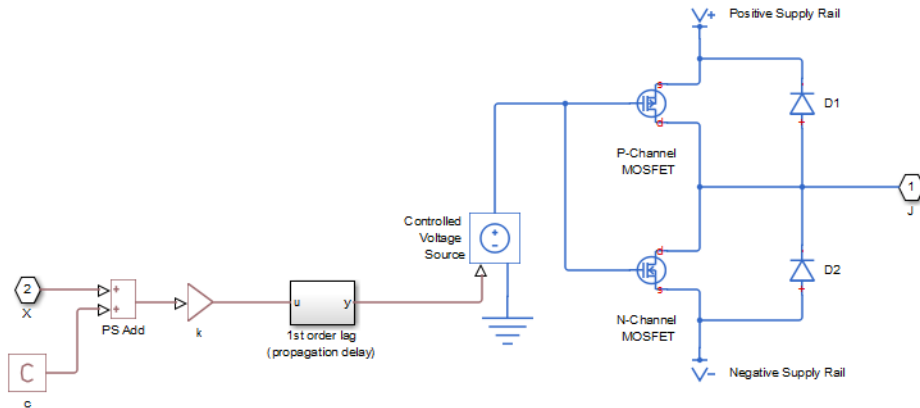 V+
Positive Supply Rail
s
D1
d
+
P-Channel
MOSFET
1
J
Controlled
Voltage
Source
+
−
d
D2
s
+
N-Channel
MOSFET
2
X
+
+
PS Add
k
u
y
1st order lag
(propagation delay)
C
c
V−
Negative Supply Rail